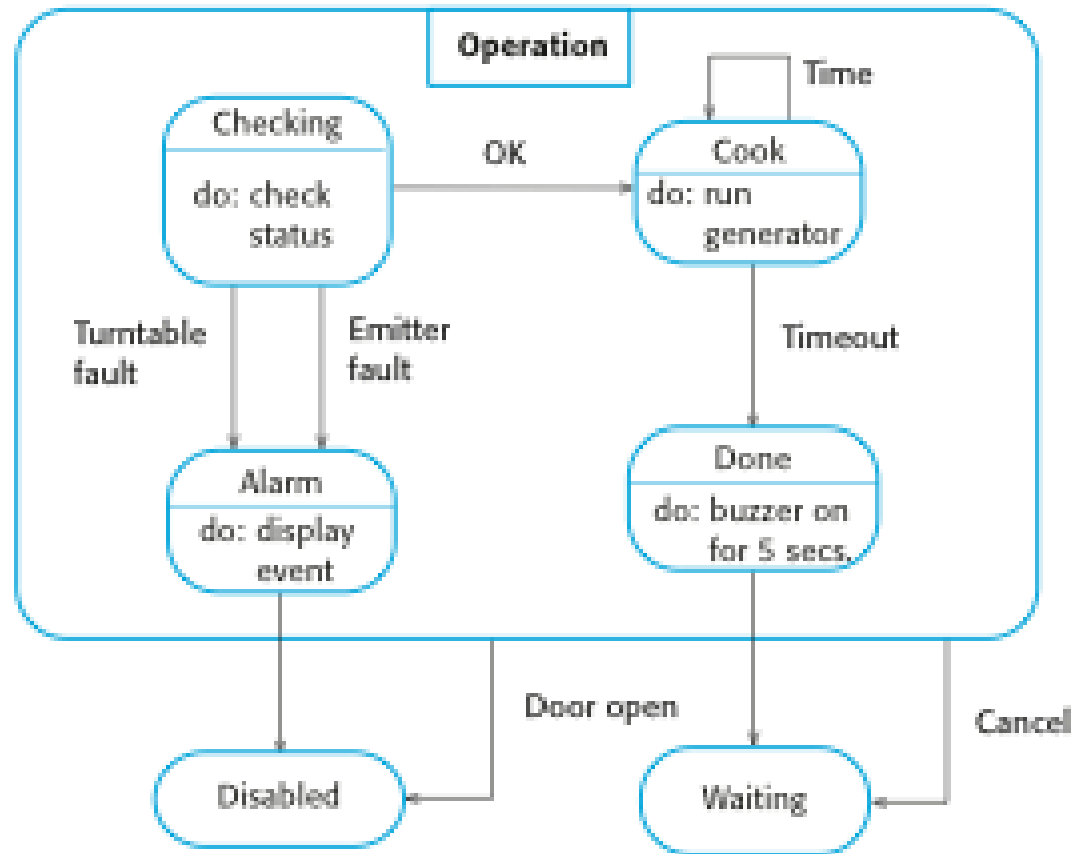 Operation
Time
Checking
do: check
status
OK
Cook
do: run
generator
Turntable
fault
Emitter
fault
Timeout
Alarm
do: display
event
Done
do: buzzer on
for 5 secs.
Door open
Cancel
Disabled
Waiting